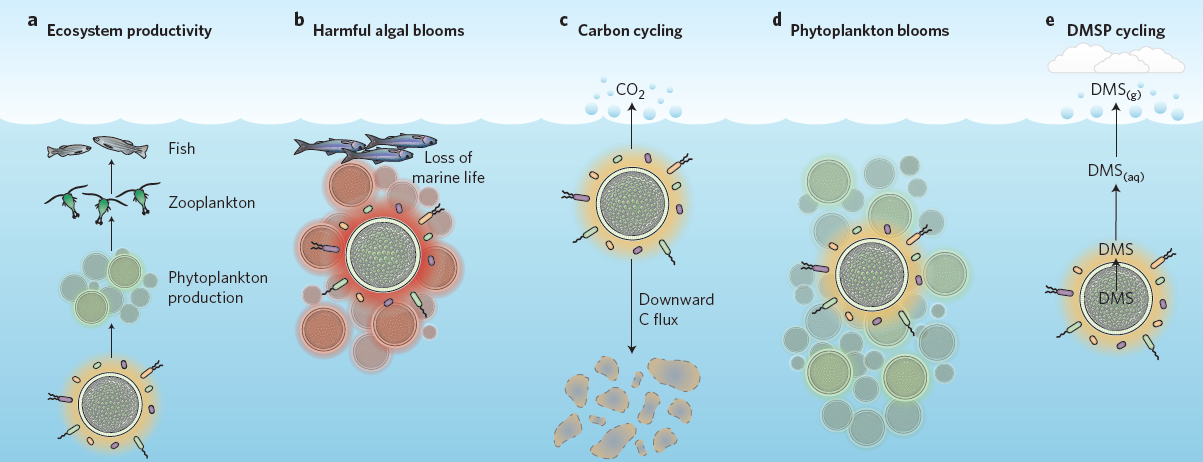 a
Ecosystem productivity
Fish
Zooplankton
Phytoplankton
production
b
Harmful algal blooms
Loss of
marine life
c
Carbon cycling
CO₂
Downward
C flux
d
Phytoplankton blooms
e
DMSP cycling
DMS(g)
DMS(aq)
DMS
DMS